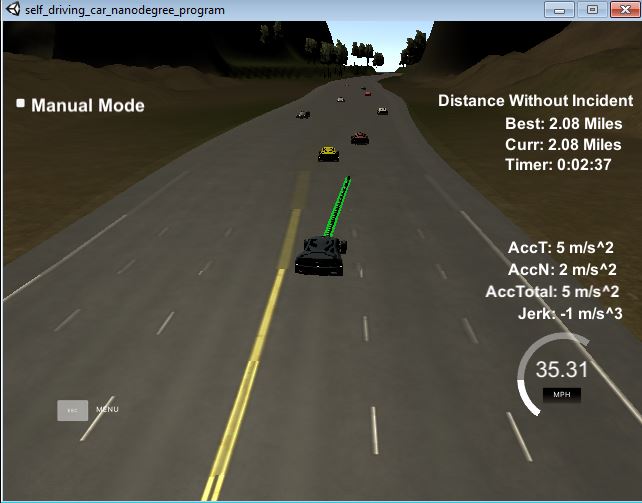 self_driving_car_nanodegree_program
Manual Mode
Distance Without Incident
Best: 2.08 Miles
Curr: 2.08 Miles
Timer: 0:02:37
AccT: 5 m/s^2
AccN: 2 m/s^2
AccTotal: 5 m/s^2
Jerk: -1 m/s^3
35.31
MPH
ESC MENU